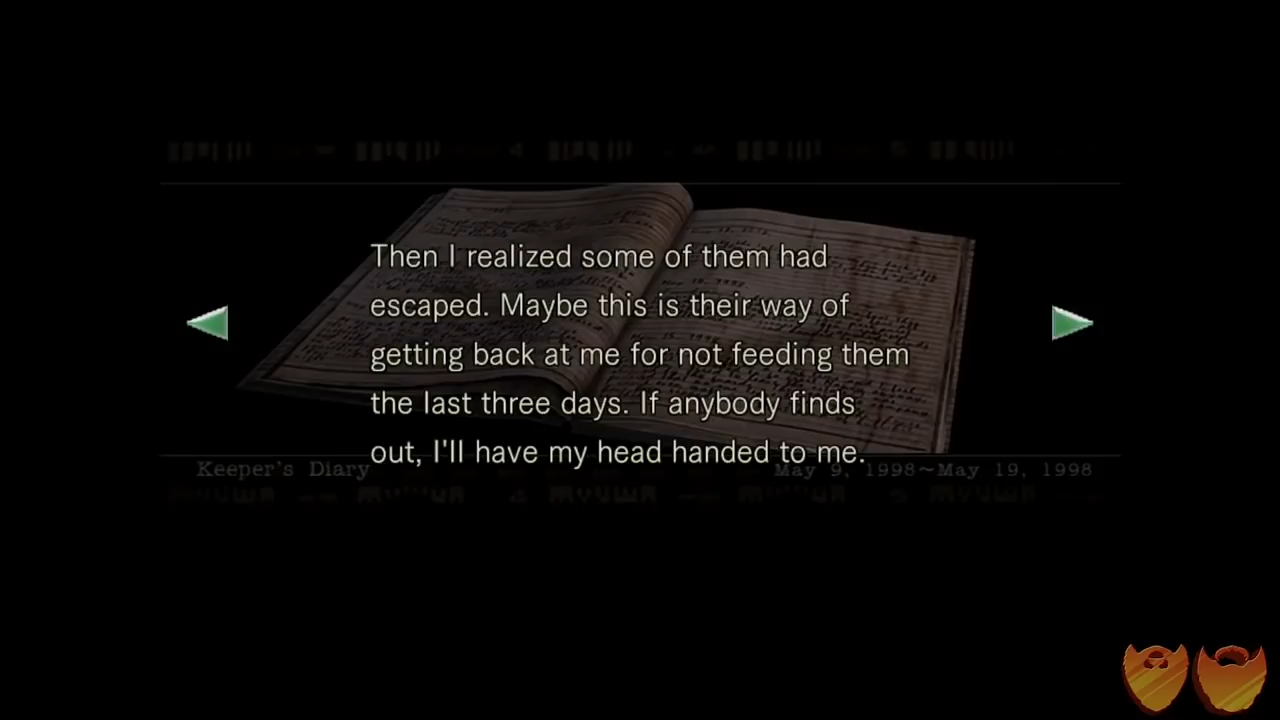 Then I realized some of them had
escaped. Maybe this is their way of
getting back at me for not feeding them
the last three days. If anybody finds
out, I'll have my head handed to me.
Keeper's Diary
May 9, 1998~May 19, 1998